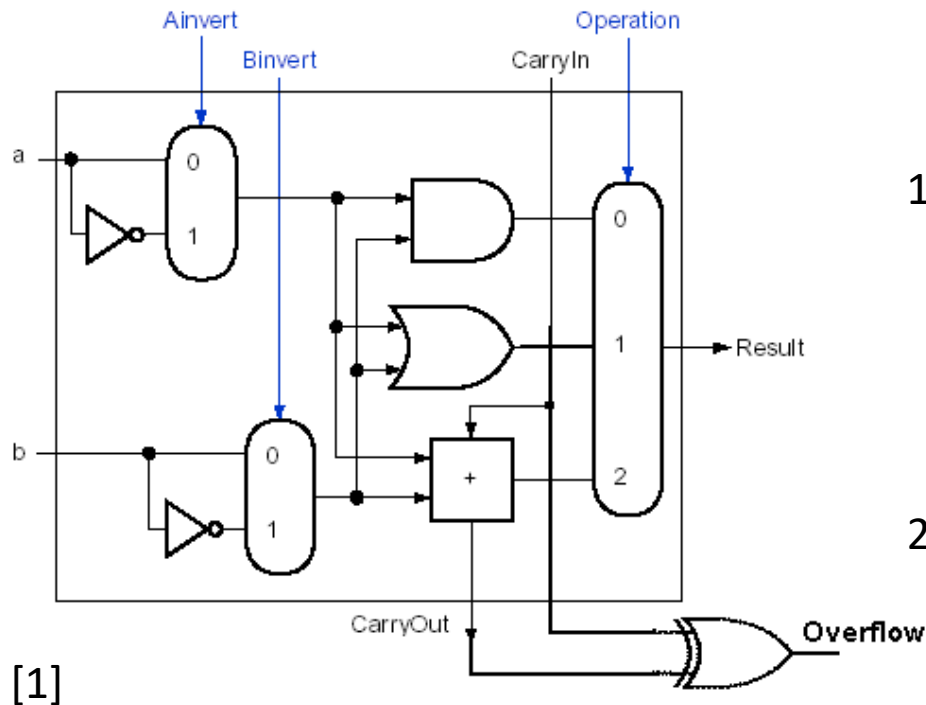 Ainvert
Operation
Binvert
CarryIn
a
0
1
0
1
1
Result
b
0
1
+
2
2
CarryOut
Overflow
[1]